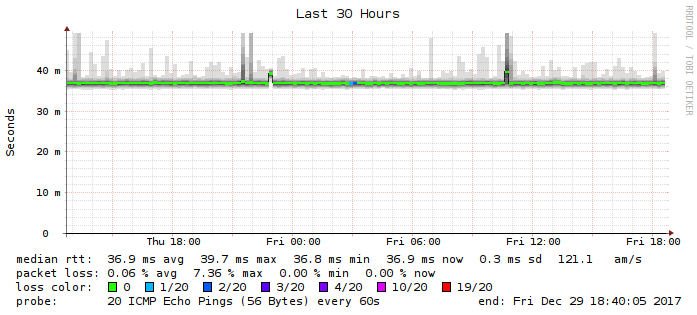 Last 30 Hours
RRDTOOL / TOBI OETIKER
Seconds
40 m
30 m
20 m
10 m
0
Thu 18:00 Fri 00:00 Fri 06:00 Fri 12:00 Fri 18:00
median rtt: 36.9 ms avg 39.7 ms max 36.8 ms min 36.9 ms now 0.3 ms sd 121.1 am/s
packet loss: 0.06 % avg 7.36 % max 0.00 % min 0.00 % now
loss color: 0 1/20 2/20 3/20 4/20 10/20 19/20
probe: 20 ICMP Echo Pings (56 Bytes) every 60s end: Fri Dec 29 18:40:05 2017